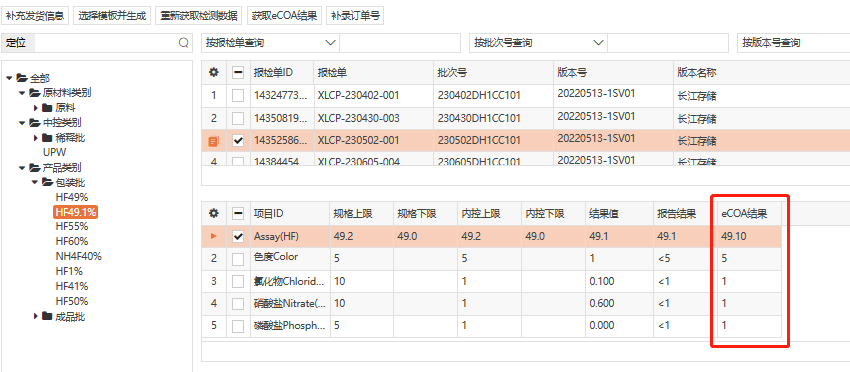 补充发货信息 选择模板并生成 重新获取检测数据 获取eCOA结果 补录订单号
定位 按报检单查询 按批次号查询 按版本号查询
全部
原材料类别
原料
中控类别
稀释批
UPW
产品类别
包装批
HF49%
HF49.1%
HF55%
HF60%
NH4F40%
HF1%
HF41%
HF50%
成品批
报检单ID 报检单 批次号 版本号 版本名称
1 14324773... XLCP-230402-001 230402DH1CC101 20220513-1SV01 长江存储
2 14350819... XLCP-230430-003 230430DH1CC101 20220513-1SV01 长江存储
14352586... XLCP-230502-001 230502DH1CC101 20220513-1SV01 长江存储
4 14384454 XLCP-230605-004 230605DH1CC101 20220513-1SV01 长江存储
项目ID 规格上限 规格下限 内控上限 内控下限 结果值 报告结果 eCOA结果
Assay(HF) 49.2 49.0 49.2 49.0 49.1 49.1 49.10
2 色度Color 5 5 1 <5 5
3 氯化物Chlorid... 10 1 0.100 <1 1
4 硝酸盐Nitrate(... 10 1 0.600 <1 1
5 磷酸盐Phosph... 5 1 0.000 <1 1